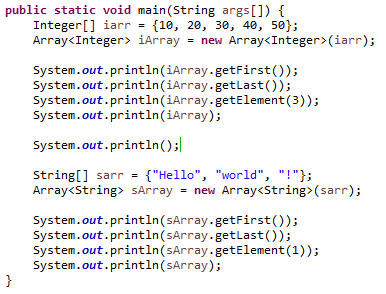 public static void main(String args[]) {
Integer[] iarr = {10, 20, 30, 40, 50};
Array<Integer> iArray = new Array<Integer>(iarr);
System.out.println(iArray.getFirst());
System.out.println(iArray.getLast());
System.out.println(iArray.getElement(3));
System.out.println(iArray);
System.out.println();
String[] sarr = {"Hello", "world", "!"};
Array<String> sArray = new Array<String>(sarr);
System.out.println(sArray.getFirst());
System.out.println(sArray.getLast());
System.out.println(sArray.getElement(1));
System.out.println(sArray);
}